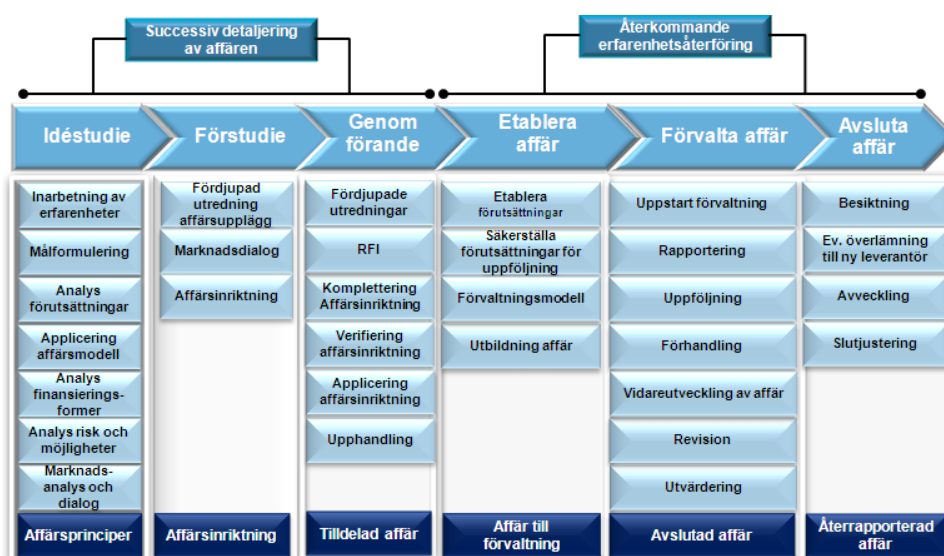 Successiv detaljering
av affären
Återkommande
erfarenhetsåterföring
Idéstudie
Förstudie
Genom
förande
Etablera
affär
Förvalta affär
Avsluta
affär
Inarbetning av
erfarenheter
Målformulering
Analys
förutsättningar
Applicering
affärsmodell
Analys
finansierings-
former
Analys risk och
möjligheter
Marknads-
analys och
dialog
Affärsprinciper
Fördjupad
utredning
affärsupplägg
Marknadsdialog
Affärsinriktning
Affärsinriktning
Fördjupade
utredningar
RFI
Komplettering
Affärsinriktning
Verifiering
affärsinriktning
Applicering
affärsinriktning
Upphandling
Tilldelad affär
Etablera
förutsättningar
Säkerställa
förutsättningar för
uppföljning
Förvaltningsmodell
Utbildning affär
Affär till
förvaltning
Uppstart förvaltning
Rapportering
Uppföljning
Förhandling
Vidareutveckling av affär
Revision
Utvärdering
Avslutad affär
Besiktning
Ev. överlämning
till ny leverantör
Avveckling
Slutjustering
Återrapporterad
affär